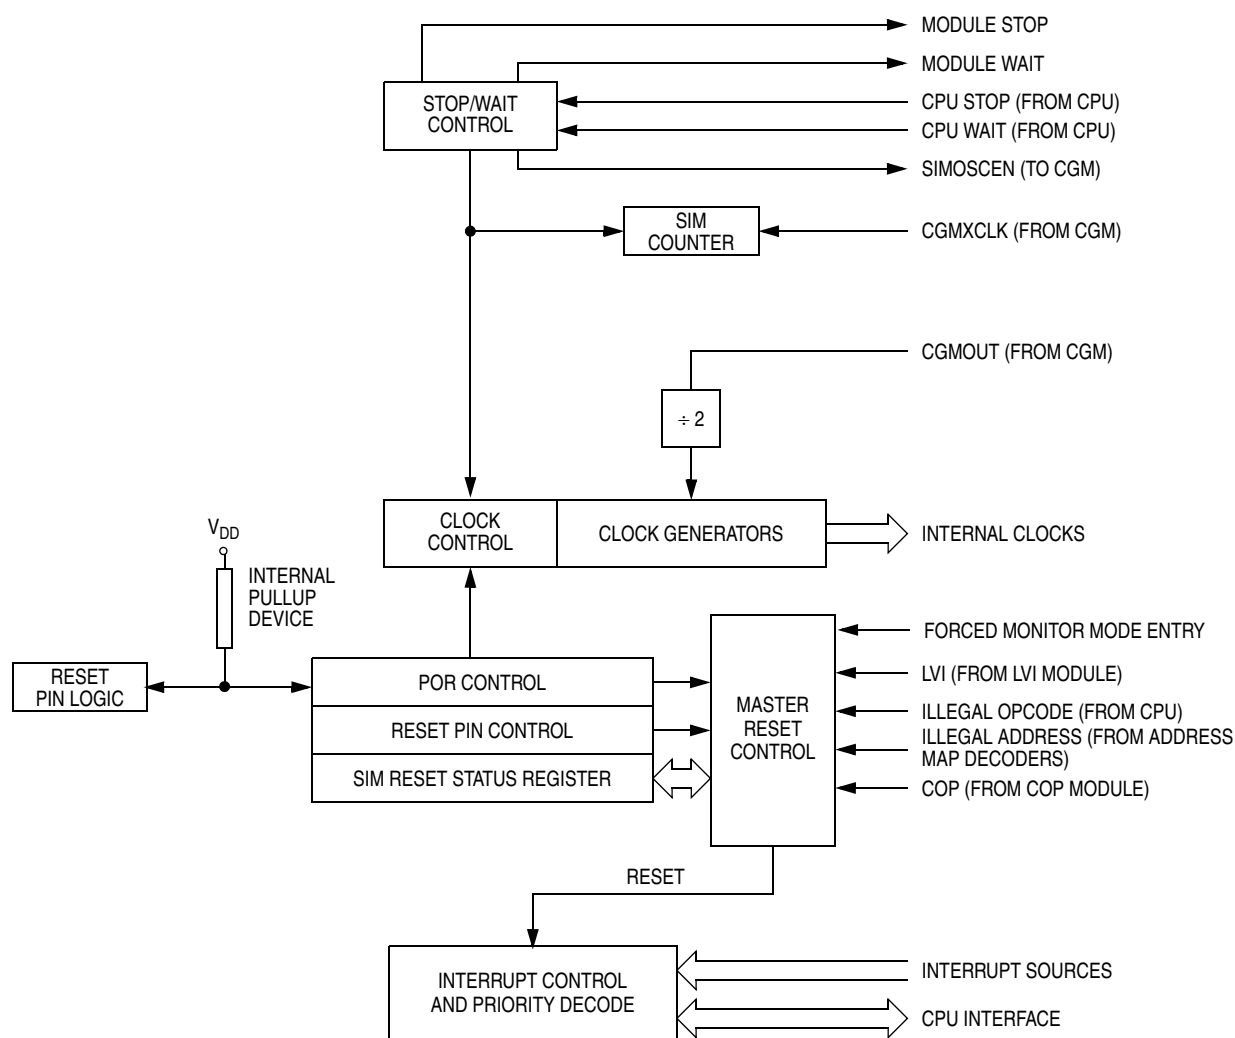 MODULE STOP
MODULE WAIT
STOP/WAIT
CONTROL
CPU STOP (FROM CPU)
CPU WAIT (FROM CPU)
SIMOSCEN (TO CGM)
SIM
COUNTER
CGMXCLK (FROM CGM)
CGMOUT (FROM CGM)
÷ 2
CLOCK
CONTROL
CLOCK GENERATORS
INTERNAL CLOCKS
VDD
INTERNAL
PULLUP
DEVICE
RESET
PIN LOGIC
POR CONTROL
RESET PIN CONTROL
SIM RESET STATUS REGISTER
MASTER
RESET
CONTROL
FORCED MONITOR MODE ENTRY
LVI (FROM LVI MODULE)
ILLEGAL OPCODE (FROM CPU)
ILLEGAL ADDRESS (FROM ADDRESS
MAP DECODERS)
COP (FROM COP MODULE)
RESET
INTERRUPT CONTROL
AND PRIORITY DECODE
INTERRUPT SOURCES
CPU INTERFACE